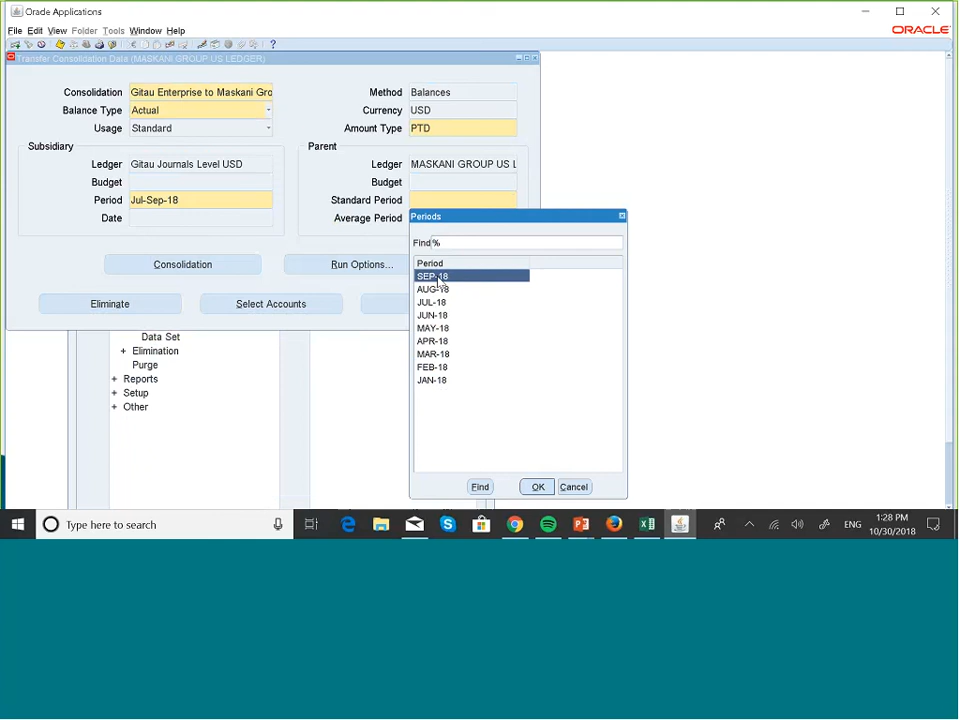 Oracle Applications
File Edit View Folder Tools Window Help
ORACLE
Transfer Consolidation Data (MASKANI GROUP US LEDGER)
Consolidation Gitau Enterprise to Maskani Gro
Method Balances
Balance Type Actual
Currency USD
Usage Standard
Amount Type PTD
Subsidiary
Parent
Ledger Gitau Journals Level USD
Ledger MASKANI GROUP US L
Budget
Budget
Period Jul-Sep-18
Standard Period
Date
Average Period
Consolidation
Run Options...
Eliminate
Select Accounts
Periods
Find %
Period
SEP-18
AUG-18
JUL-18
JUN-18
MAY-18
APR-18
MAR-18
FEB-18
JAN-18
Find
OK
Cancel
Data Set
+ Elimination
Purge
+ Reports
+ Setup
+ Other
Type here to search
ENG
1:28 PM
10/30/2018